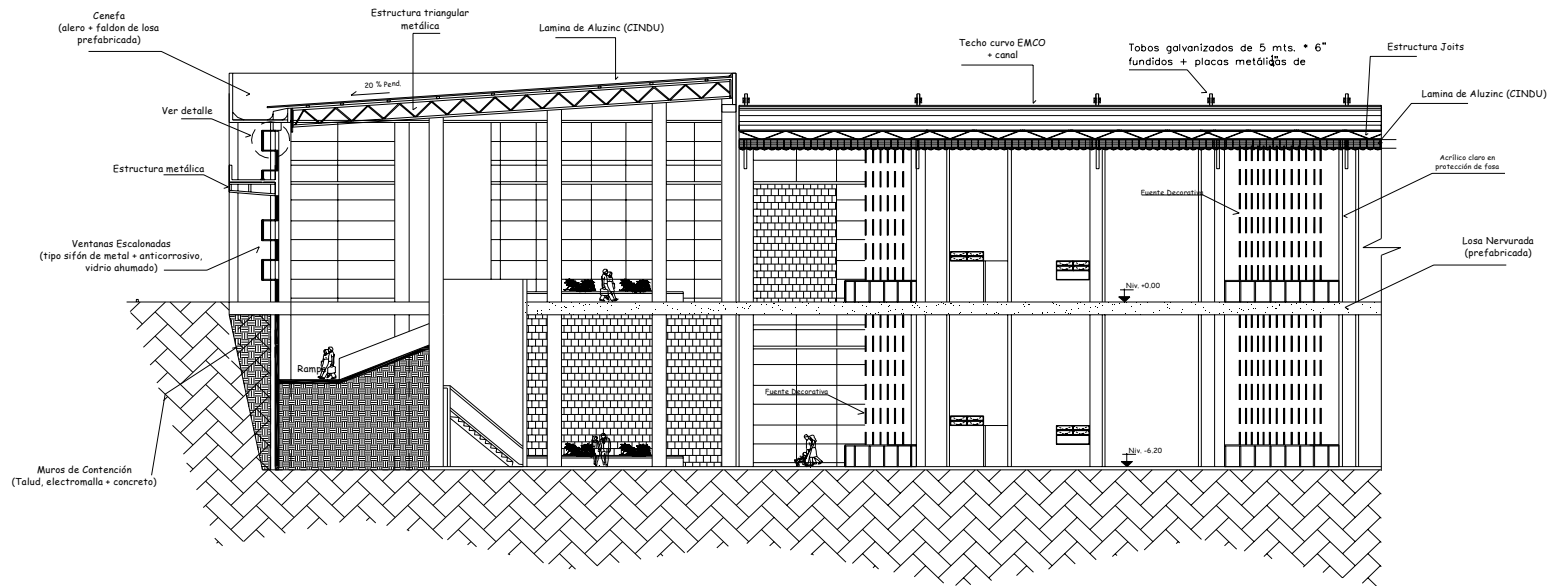 Cenefa
(alero + faldon de losa
prefabricada)
Estructura triangular
metálica
Lamina de Aluzinc (CINDU)
Techo curvo EMCO
+ canal
Tobos galvanizados de 5 mts. * 6"
fundidos + placas metáligas de
Estructura Joits
20 % Pend.
Lamina de Aluzinc (CINDU)
Ver detalle
Estructura metálica
Acrílico claro en
protección de fosa
Fuente Decorativa
Ventanas Escalonadas
(tipo sifón de metal + anticorrosivo,
vidrio ahumado)
Losa Nervurada
(prefabricada)
Niv. +0.00
Rampa
Fuente Decorativa
Niv. -6.20
Muros de Contención
(Talud, electromalla + concreto)